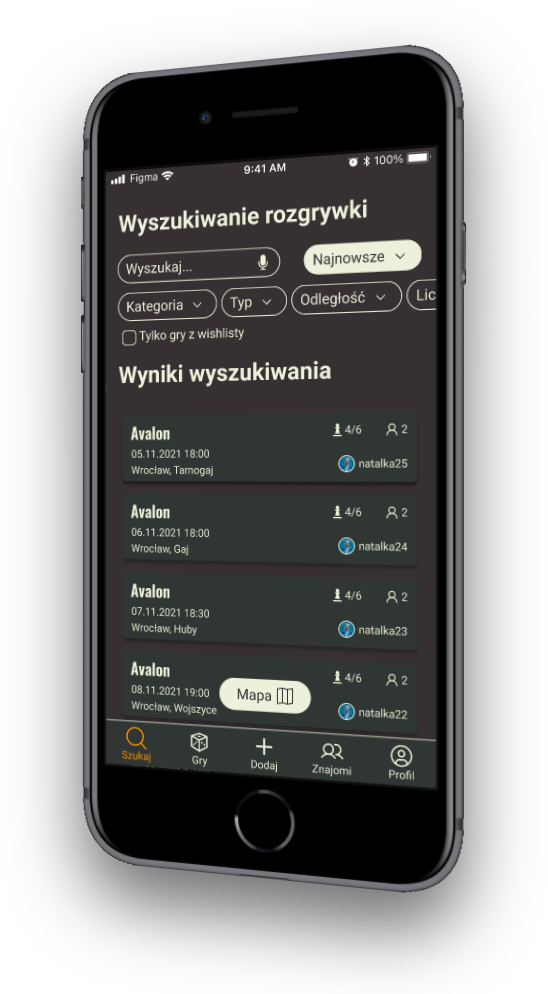 Figma 9:41 AM 100%
Wyszukiwanie rozgrywki
Wyszukaj... Najnowsze
Kategoria Typ Odległość Lic
Tylko gry z wishlisty
Wyniki wyszukiwania
Avalon 4/6 2
05.11.2021 18:00
Wrocław, Tarnogaj natalka25
Avalon 4/6 2
06.11.2021 18:00
Wrocław, Gaj natalka24
Avalon 4/6 2
07.11.2021 18:30
Wrocław, Huby natalka23
Avalon 4/6 2
08.11.2021 19:00 Mapa
Wrocław, Wojszyce natalka22
Szukaj Gry Dodaj Znajomi Profil